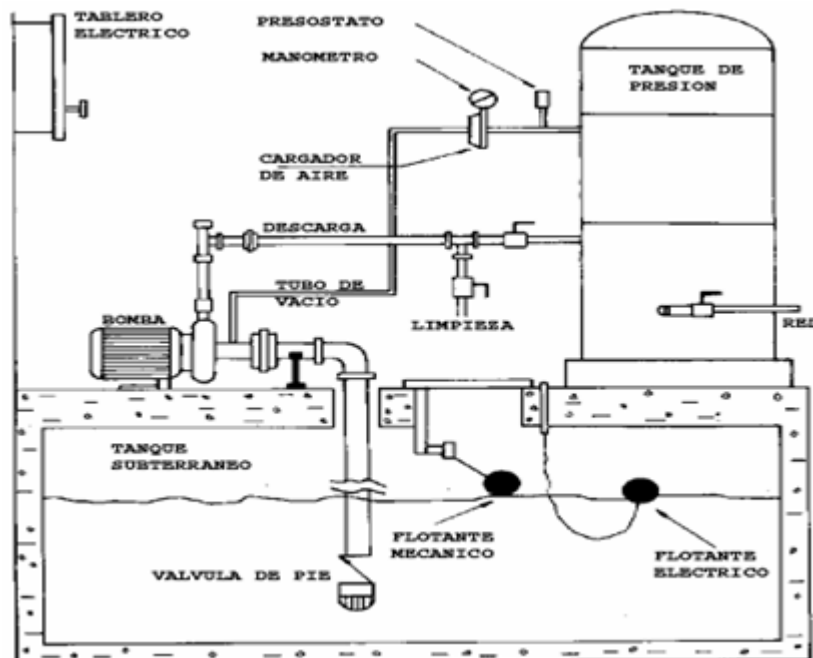 TABLERO
ELECTRICO
PRESOSTATO
MANOMETRO
TANQUE DE
PRESION
CARGADOR
DE AIRE
DESCARGA
TUBO DE
VACIO
BOMBA
LIMPIEZA
RED
TANQUE
SUBTERRANEO
FLOTANTE
MECANICO
FLOTANTE
ELECTRICO
VALVULA DE PIE